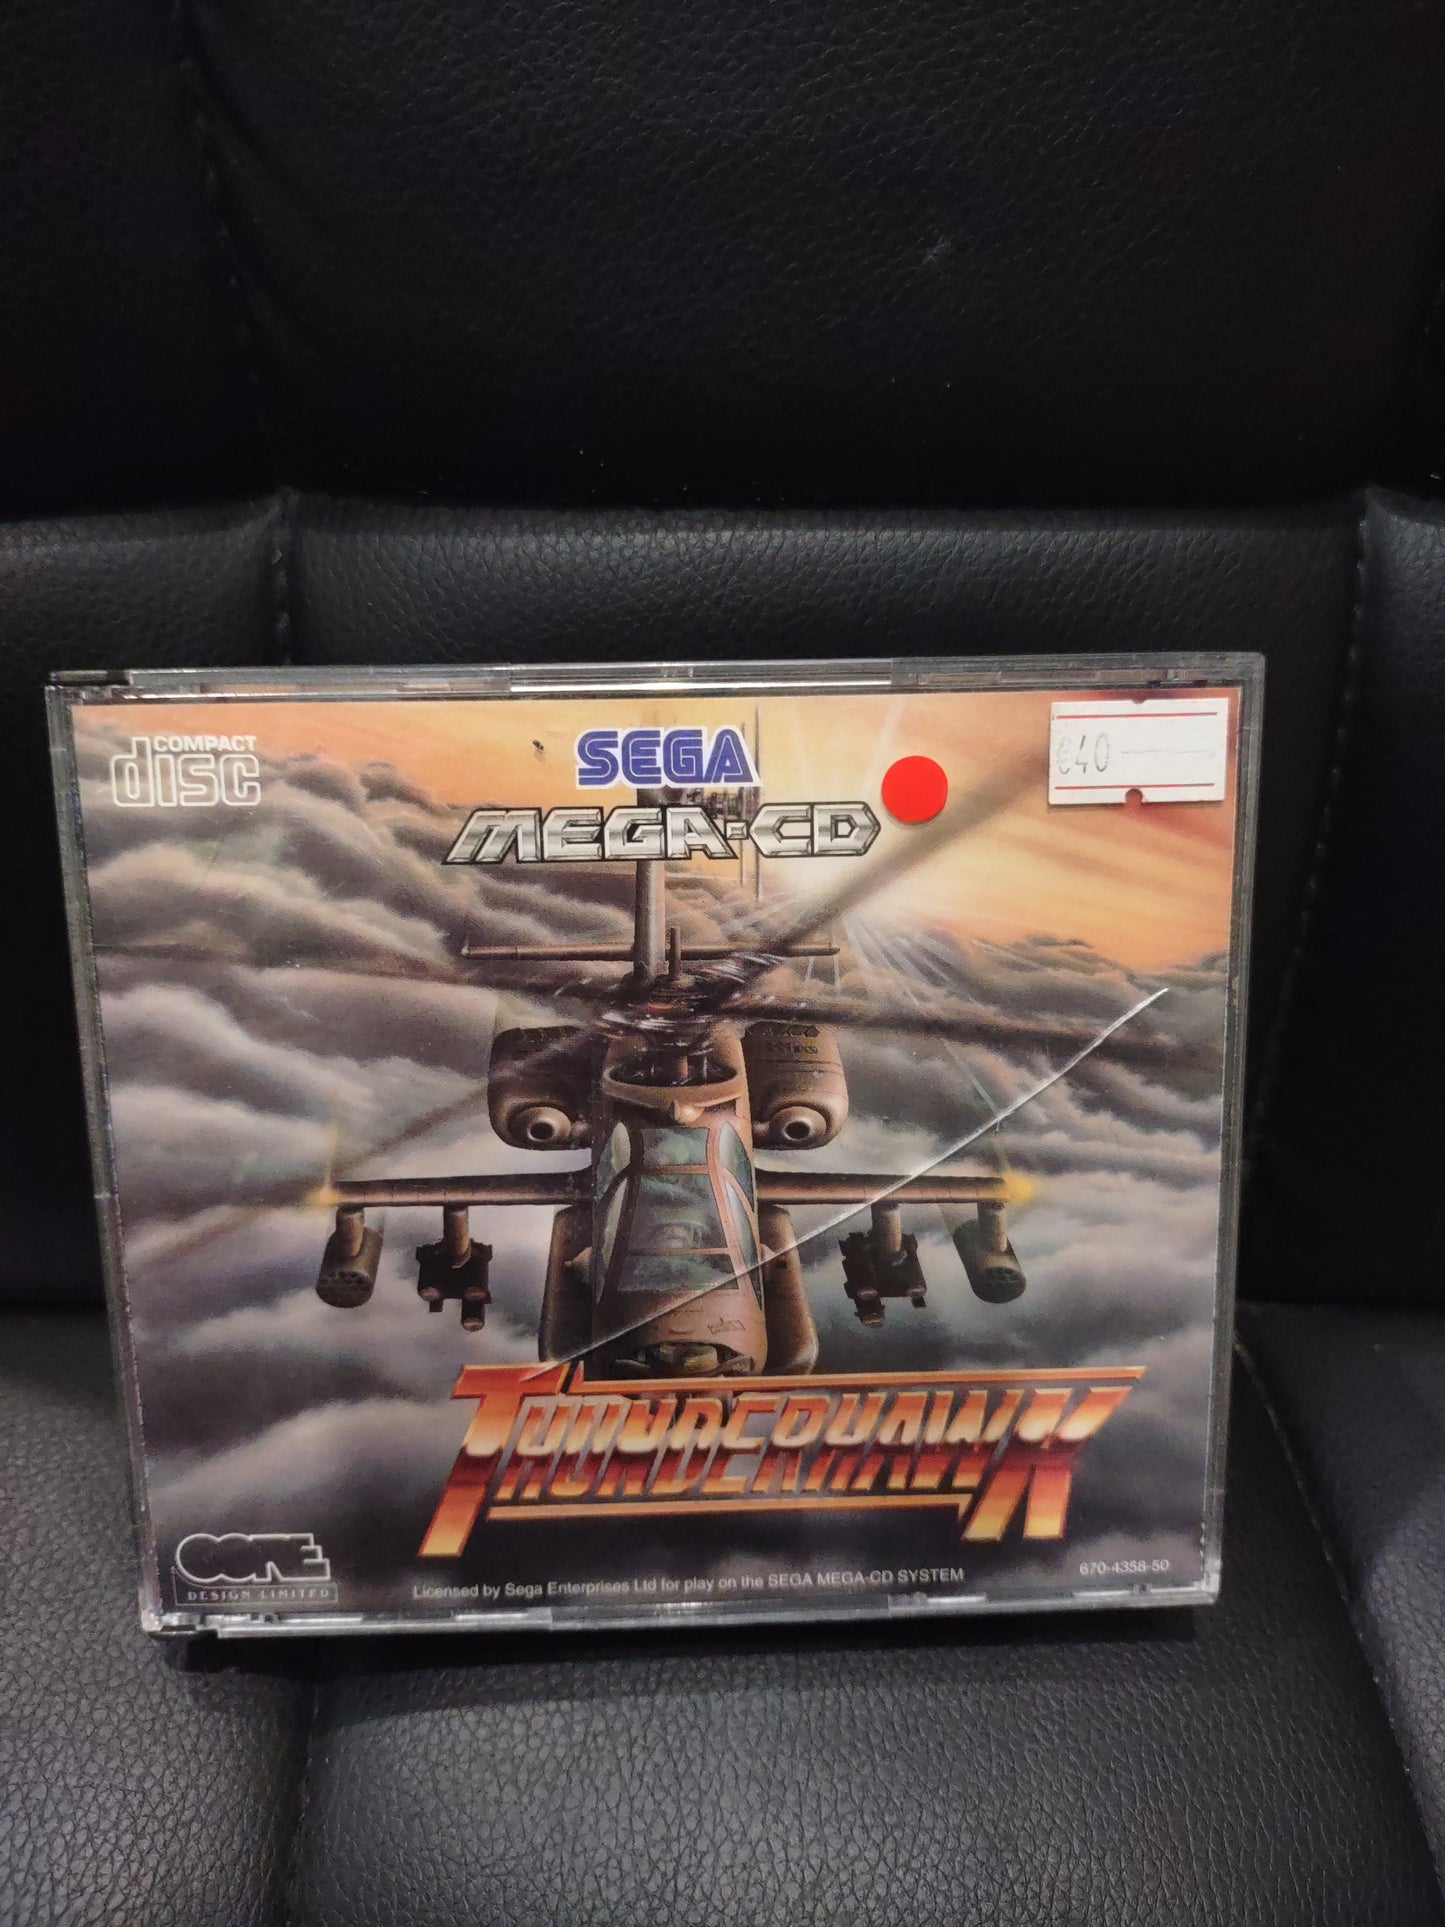 COMPACT
disc
SEGA
MEGA-CD
€40
THUNDERHAWK
CORE
DESIGN LIMITED
Licensed by Sega Enterprises Ltd for play on the SEGA MEGA-CD SYSTEM
670-4358-50